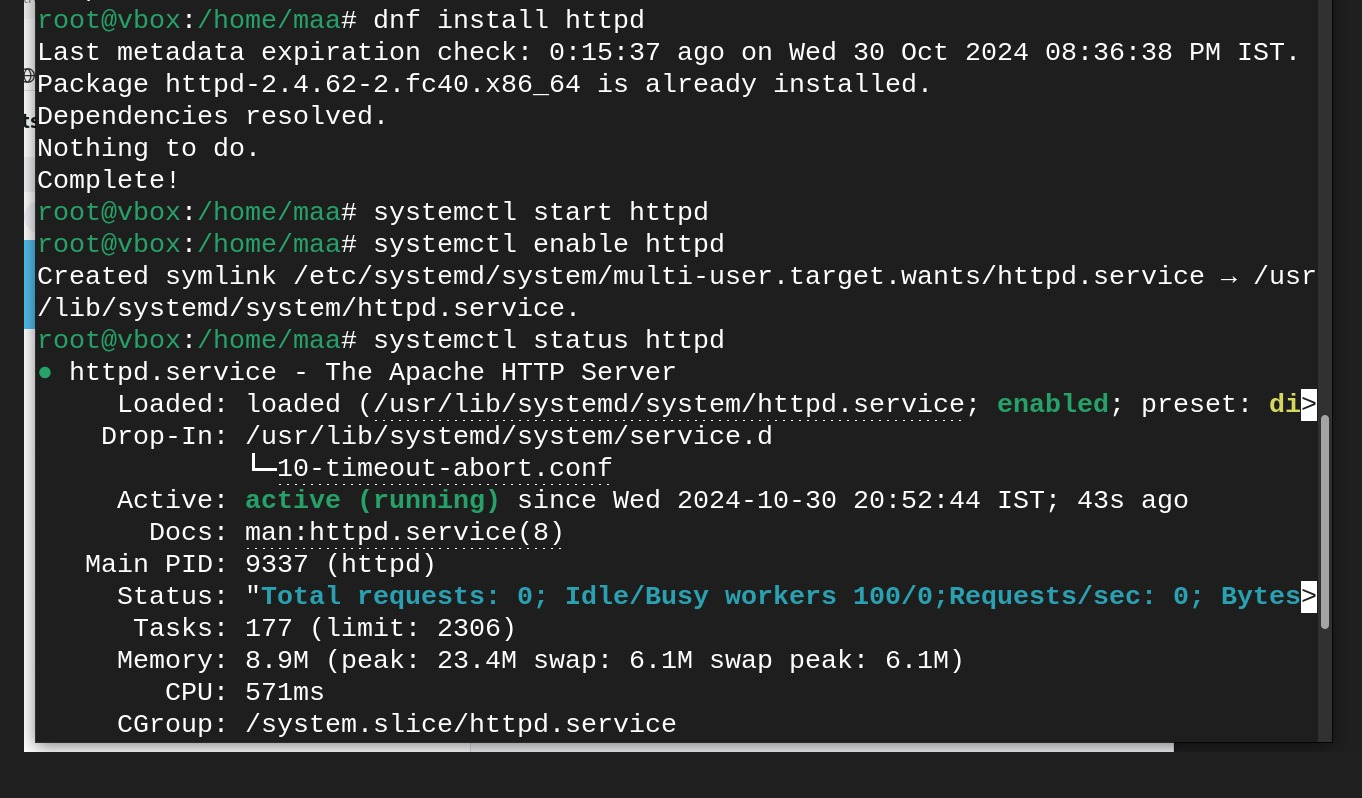 root@vbox:/home/maa# dnf install httpd
Last metadata expiration check: 0:15:37 ago on Wed 30 Oct 2024 08:36:38 PM IST.
Package httpd-2.4.62-2.fc40.x86_64 is already installed.
Dependencies resolved.
Nothing to do.
Complete!
root@vbox:/home/maa# systemctl start httpd
root@vbox:/home/maa# systemctl enable httpd
Created symlink /etc/systemd/system/multi-user.target.wants/httpd.service → /usr
/lib/systemd/system/httpd.service.
root@vbox:/home/maa# systemctl status httpd
● httpd.service - The Apache HTTP Server
Loaded: loaded (/usr/lib/systemd/system/httpd.service; enabled; preset: di>
Drop-In: /usr/lib/systemd/system/service.d
└─10-timeout-abort.conf
Active: active (running) since Wed 2024-10-30 20:52:44 IST; 43s ago
Docs: man:httpd.service(8)
Main PID: 9337 (httpd)
Status: "Total requests: 0; Idle/Busy workers 100/0;Requests/sec: 0; Bytes>
Tasks: 177 (limit: 2306)
Memory: 8.9M (peak: 23.4M swap: 6.1M swap peak: 6.1M)
CPU: 571ms
CGroup: /system.slice/httpd.service